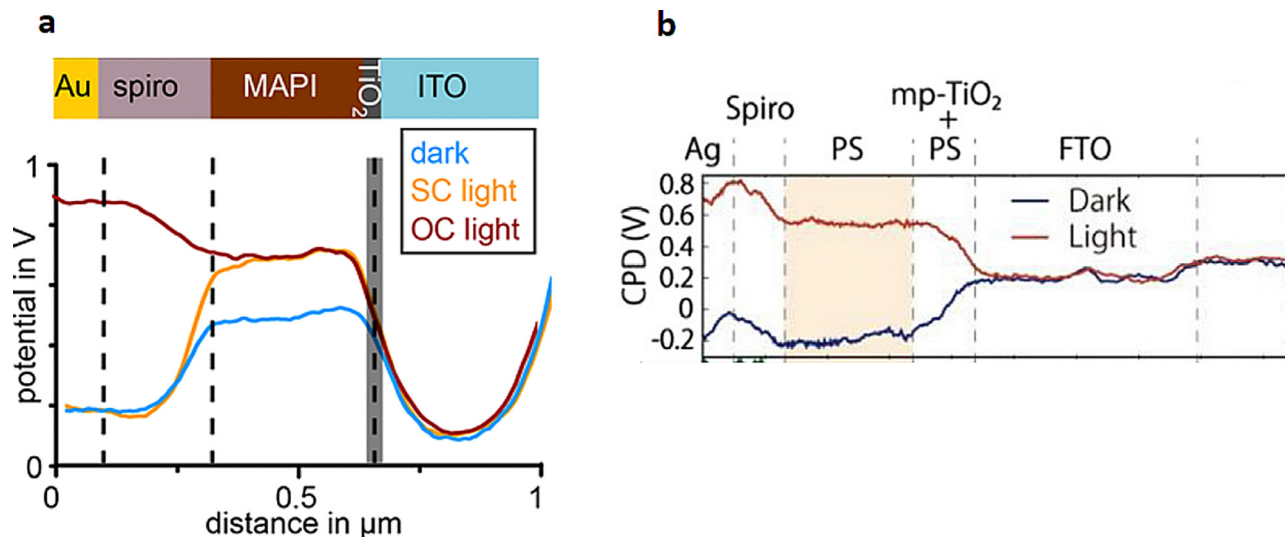 a
Au spiro MAPI TiO₂ ITO
dark
SC light
OC light
1
potential in V
0
0 0.5 1
distance in µm
b
mp-TiO₂
Spiro +
Ag PS PS FTO
0.8
0.6
0.4
0.2
0
-0.2
CPD (V)
Dark
Light